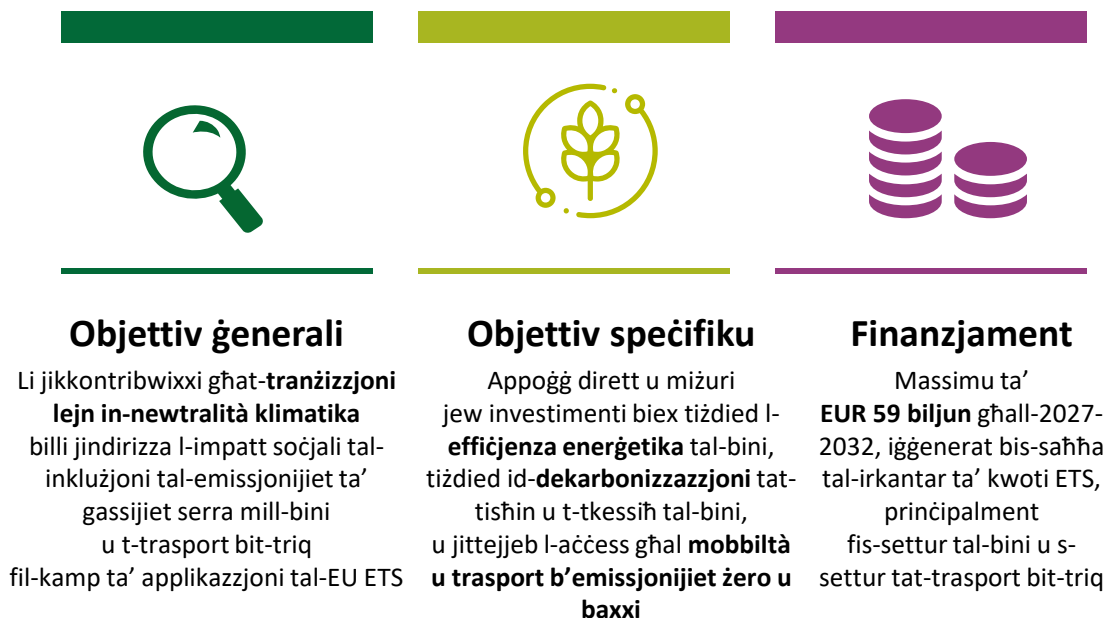 Objettiv ġenerali
Li jikkontribwixxi għat-tranżizzjoni
lejn in-newtralità klimatika
billi jindirizza l-impatt soċjali tal-
inklużjoni tal-emissjonijiet ta’
gassijiet serra mill-bini
u t-trasport bit-triq
fil-kamp ta’ applikazzjoni tal-EU ETS
Objettiv speċifiku
Appoġġ dirett u miżuri
jew investimenti biex tiżdied l-
effiċjenza enerġetika tal-bini,
tiżdied id-dekarbonizzazzjoni tat-
tisħin u t-tkessiħ tal-bini,
u jittejjeb l-aċċess għal mobbiltà
u trasport b’emissjonijiet żero u
baxxi
Finanzjament
Massimu ta’
EUR 59 biljun għall-2027-
2032, iġġenerat bis-saħħa
tal-irkantar ta’ kwoti ETS,
prinċipalment
fis-settur tal-bini u s-
settur tat-trasport bit-triq